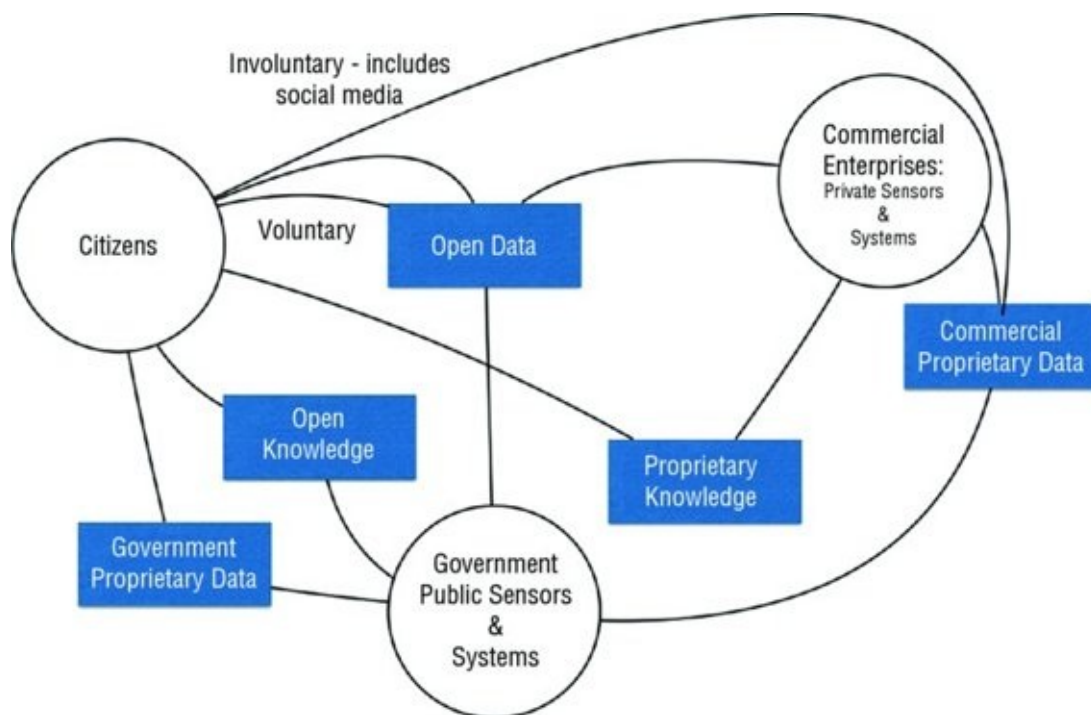 Involuntary - includes
social media
Commercial
Enterprises:
Private Sensors
&
Systems
Citizens
Voluntary
Open Data
Commercial
Proprietary Data
Open
Knowledge
Proprietary
Knowledge
Government
Proprietary Data
Government
Public Sensors
&
Systems